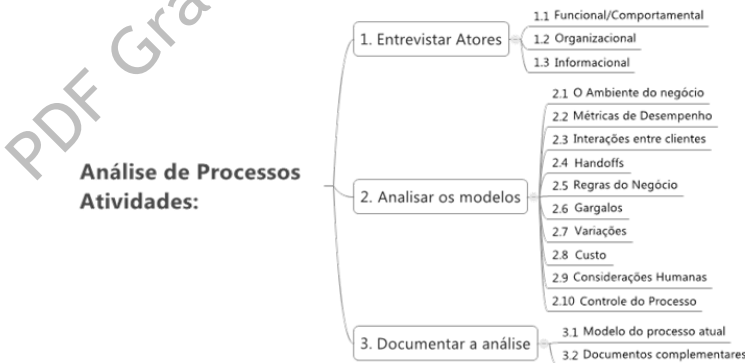 PDF Gra
Análise de Processos
Atividades:
1. Entrevistar Atores
1.1 Funcional/Comportamental
1.2 Organizacional
1.3 Informacional
2. Analisar os modelos
2.1 O Ambiente do negócio
2.2 Métricas de Desempenho
2.3 Interações entre clientes
2.4 Handoffs
2.5 Regras do Negócio
2.6 Gargalos
2.7 Variações
2.8 Custo
2.9 Considerações Humanas
2.10 Controle do Processo
3. Documentar a análise
3.1 Modelo do processo atual
3.2 Documentos complementares